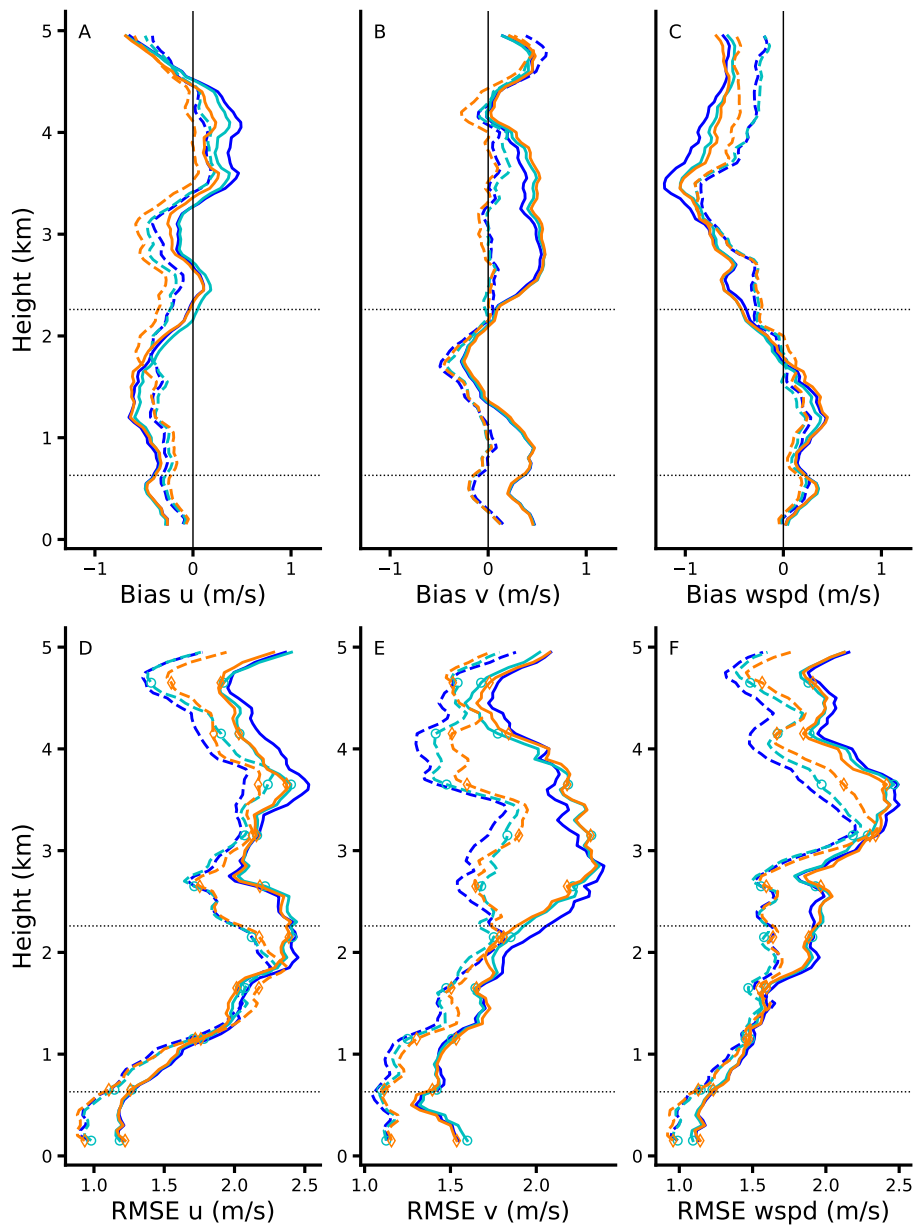 A
B
C
5
4
3
2
1
0
Height (km)
−1
0
1
−1
0
1
−1
0
1
Bias u (m/s)
Bias v (m/s)
Bias wspd (m/s)
D
E
F
5
4
3
2
1
0
Height (km)
1.0
1.5
2.0
2.5
1.0
1.5
2.0
1.0
1.5
2.0
2.5
RMSE u (m/s)
RMSE v (m/s)
RMSE wspd (m/s)